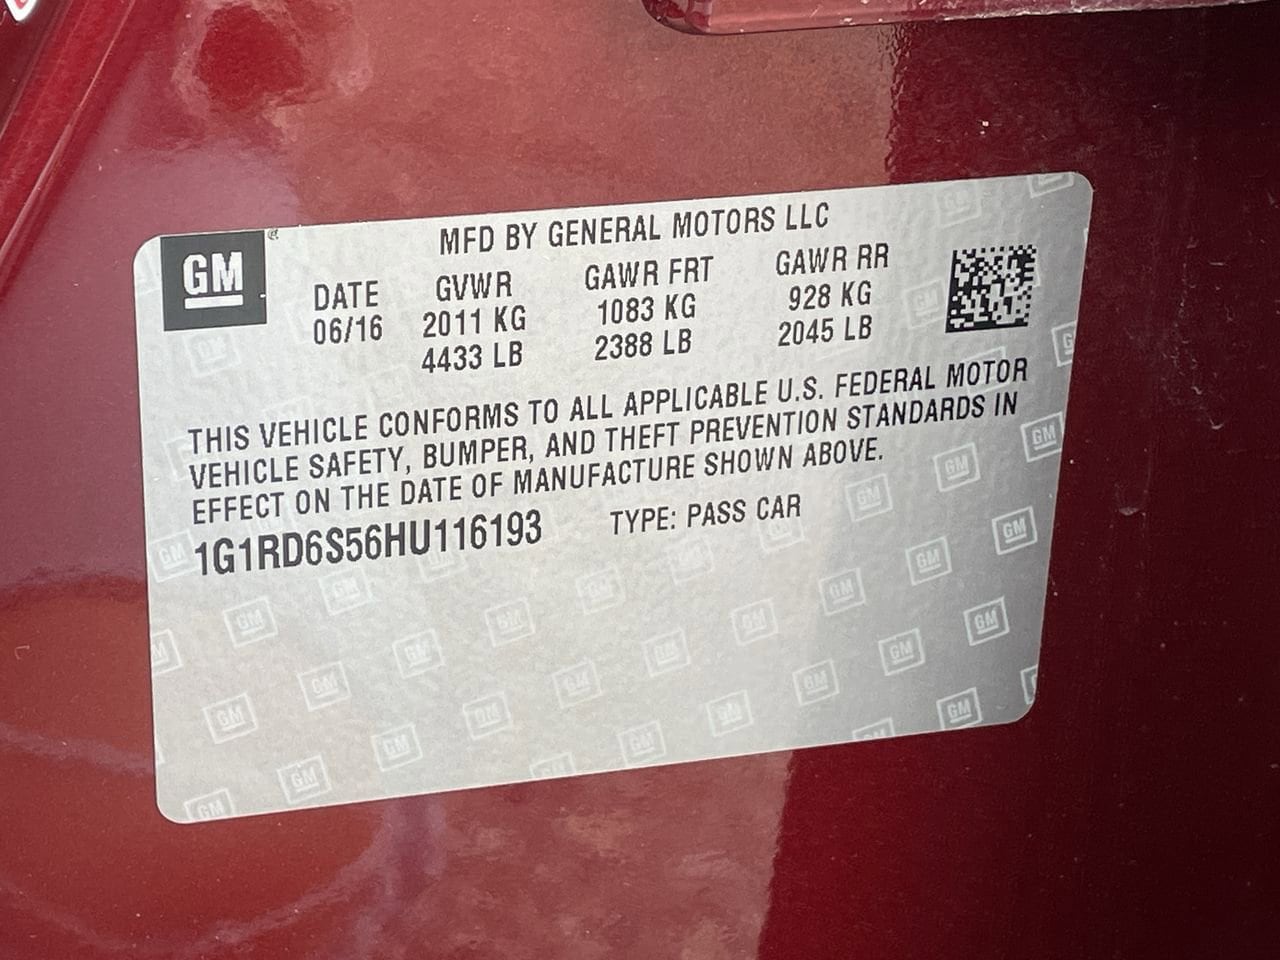 GM
MFD BY GENERAL MOTORS LLC
DATE GVWR GAWR FRT GAWR RR
06/16 2011 KG 1083 KG 928 KG
4433 LB 2388 LB 2045 LB
THIS VEHICLE CONFORMS TO ALL APPLICABLE U.S. FEDERAL MOTOR
VEHICLE SAFETY, BUMPER, AND THEFT PREVENTION STANDARDS IN
EFFECT ON THE DATE OF MANUFACTURE SHOWN ABOVE.
1G1RD6S56HU116193 TYPE: PASS CAR